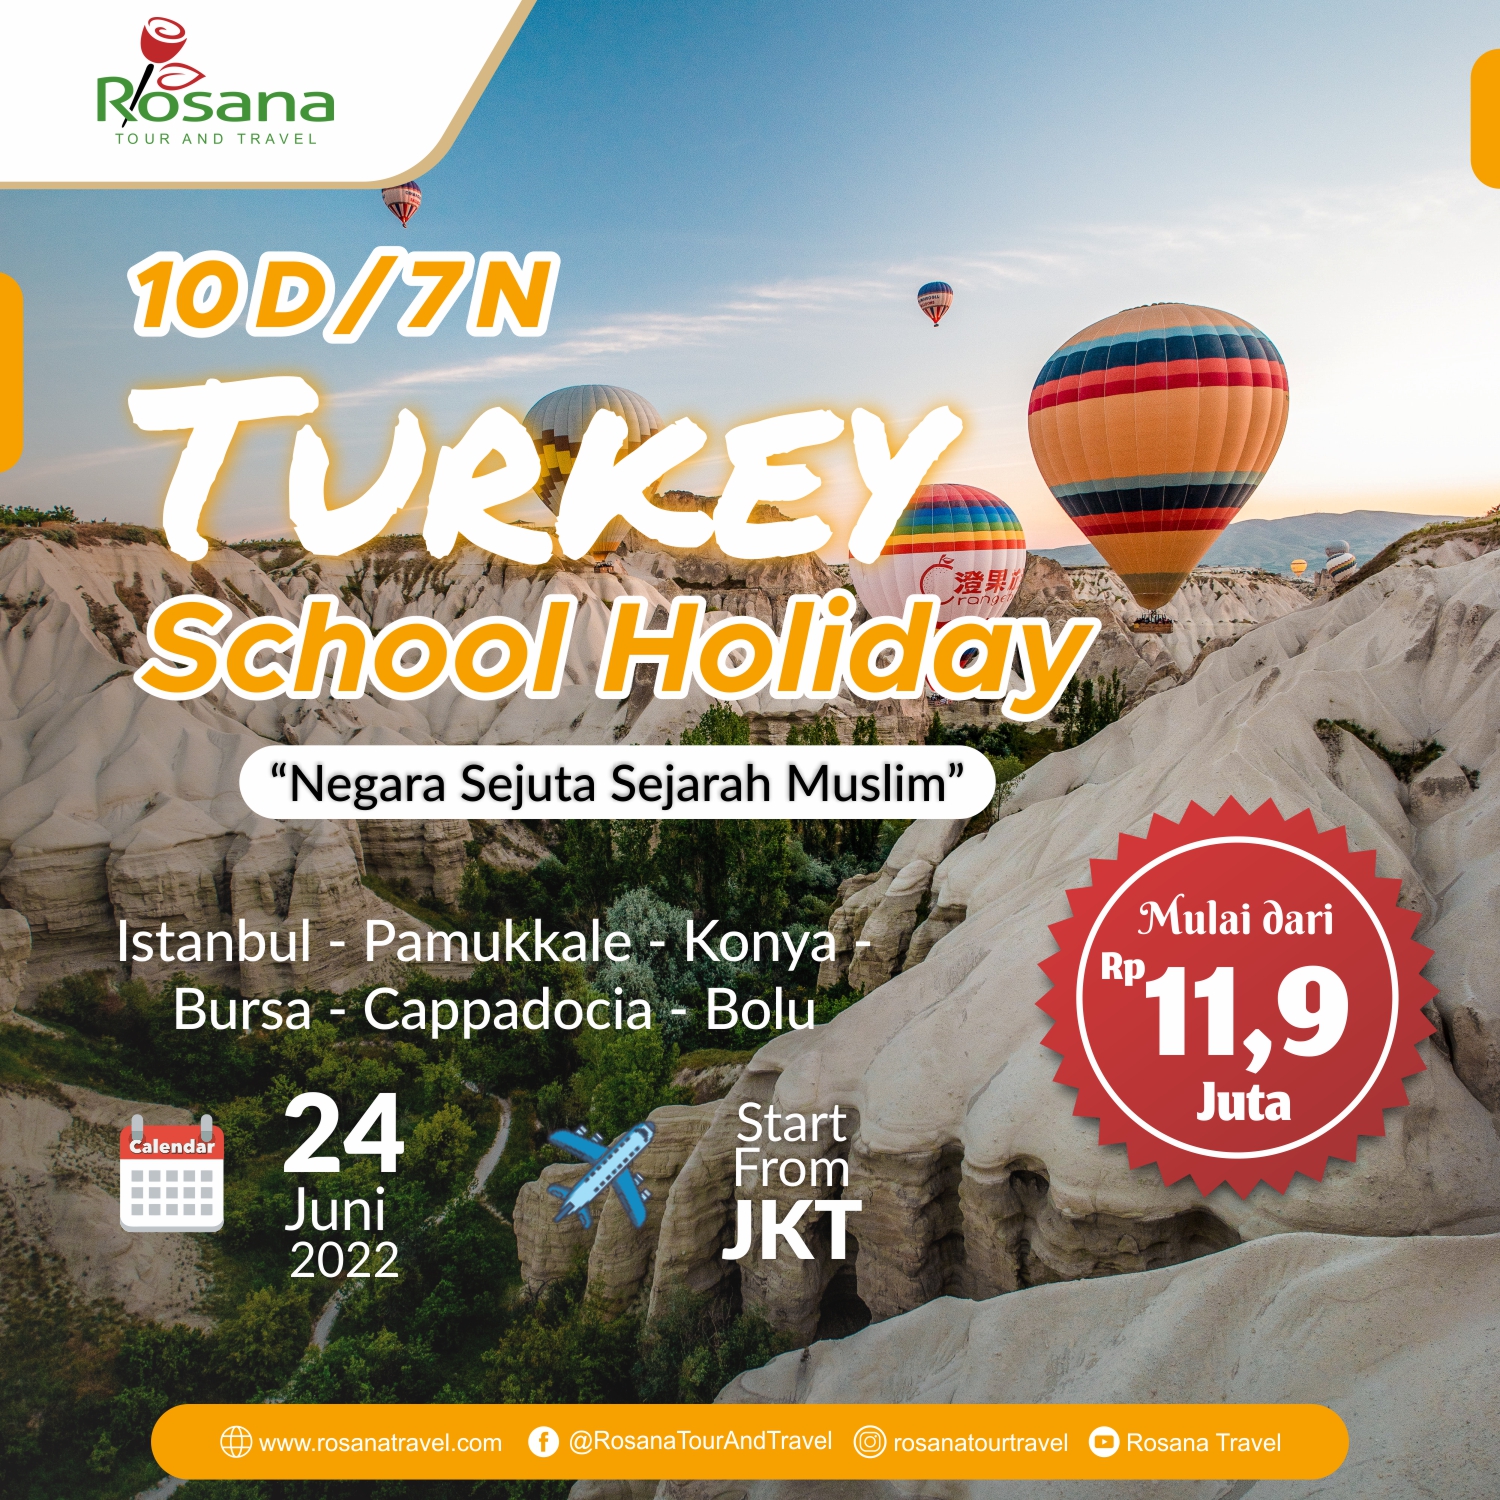 Rosana
TOUR AND TRAVEL
10D/7N
TURKEY
School Holiday
“Negara Sejuta Sejarah Muslim”
Istanbul - Pamukkale - Konya -
Bursa - Cappadocia - Bolu
Mulai dari
Rp 11,9
Juta
Calendar
24
Juni
2022
Start
From
JKT
www.rosanatravel.com @RosanaTourAndTravel rosanatourtravel Rosana Travel